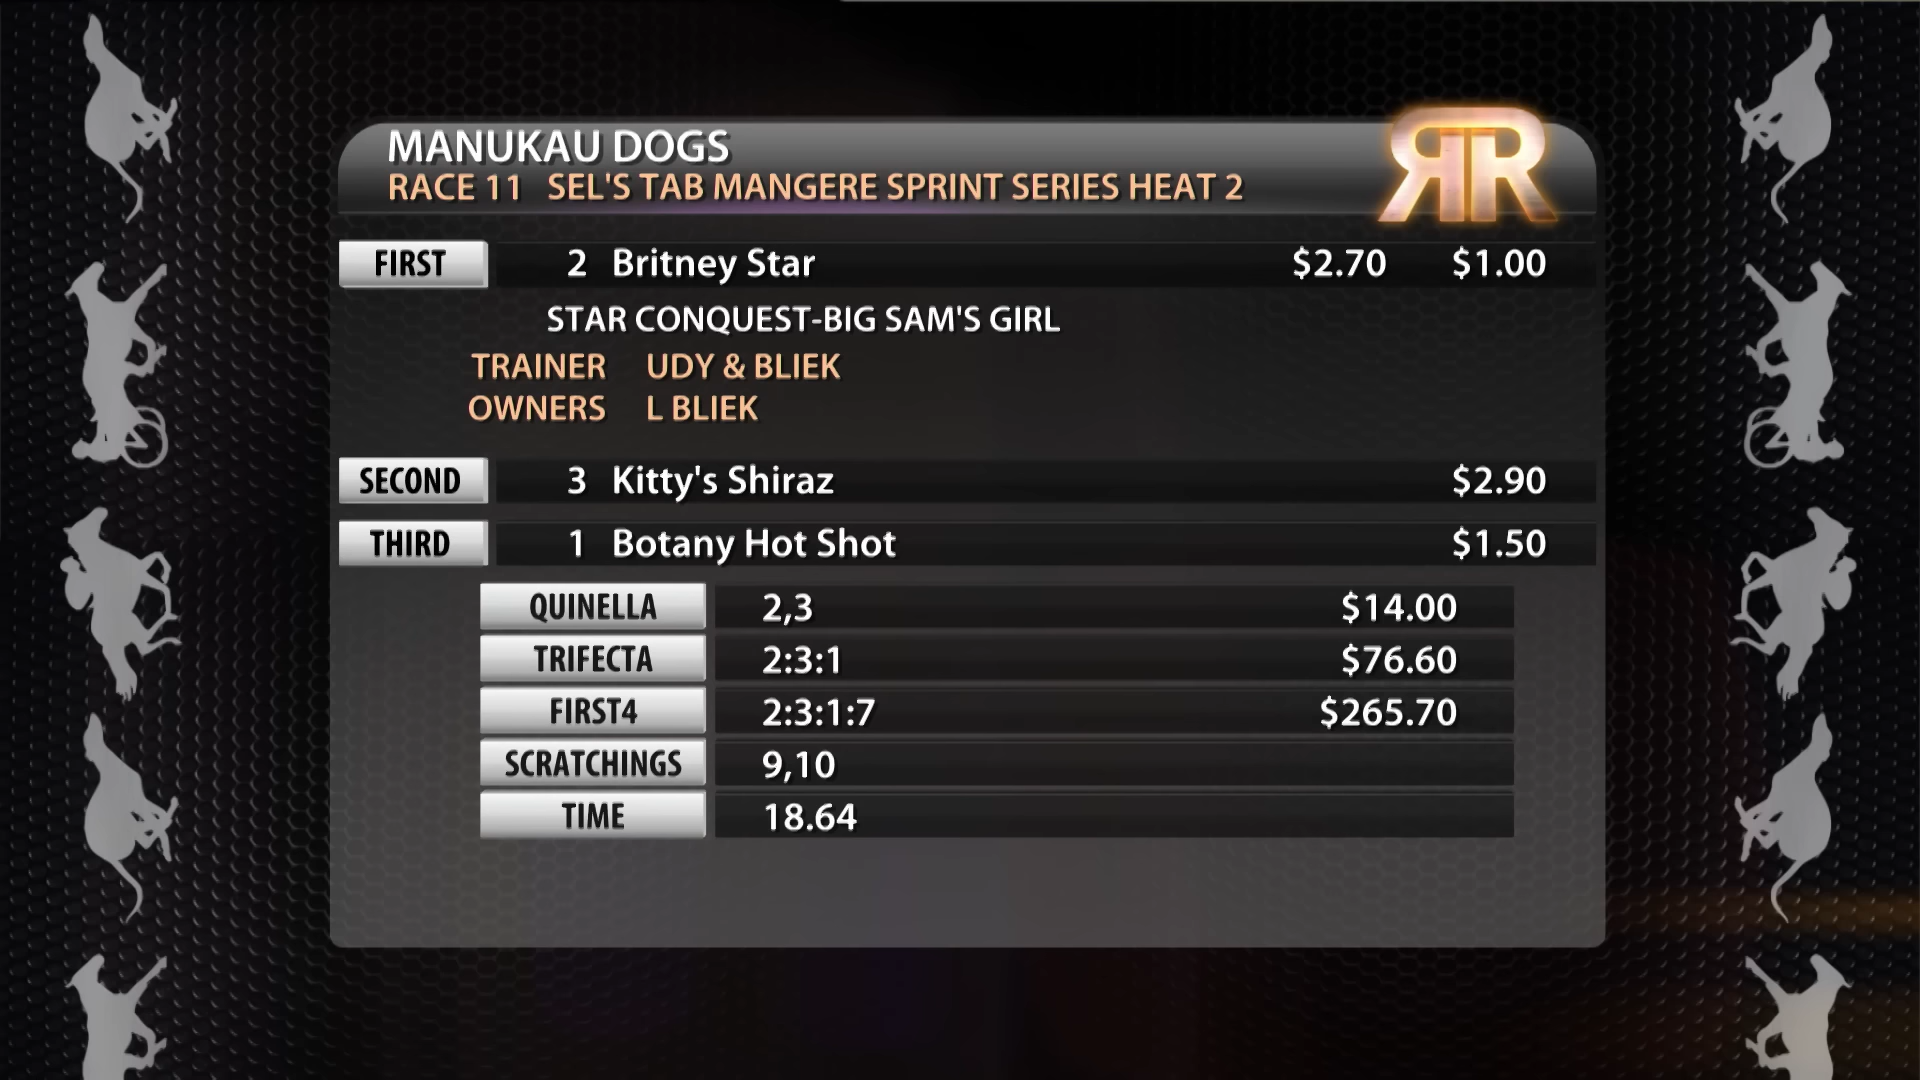 MANUKAU DOGS
RACE 11 SEL'S TAB MANGERE SPRINT SERIES HEAT 2
RR
FIRST 2 Britney Star $2.70 $1.00
STAR CONQUEST-BIG SAM'S GIRL
TRAINER UDY & BLIEK
OWNERS L BLIEK
SECOND 3 Kitty's Shiraz $2.90
THIRD 1 Botany Hot Shot $1.50
QUINELLA 2,3 $14.00
TRIFECTA 2:3:1 $76.60
FIRST4 2:3:1:7 $265.70
SCRATCHINGS 9,10
TIME 18.64